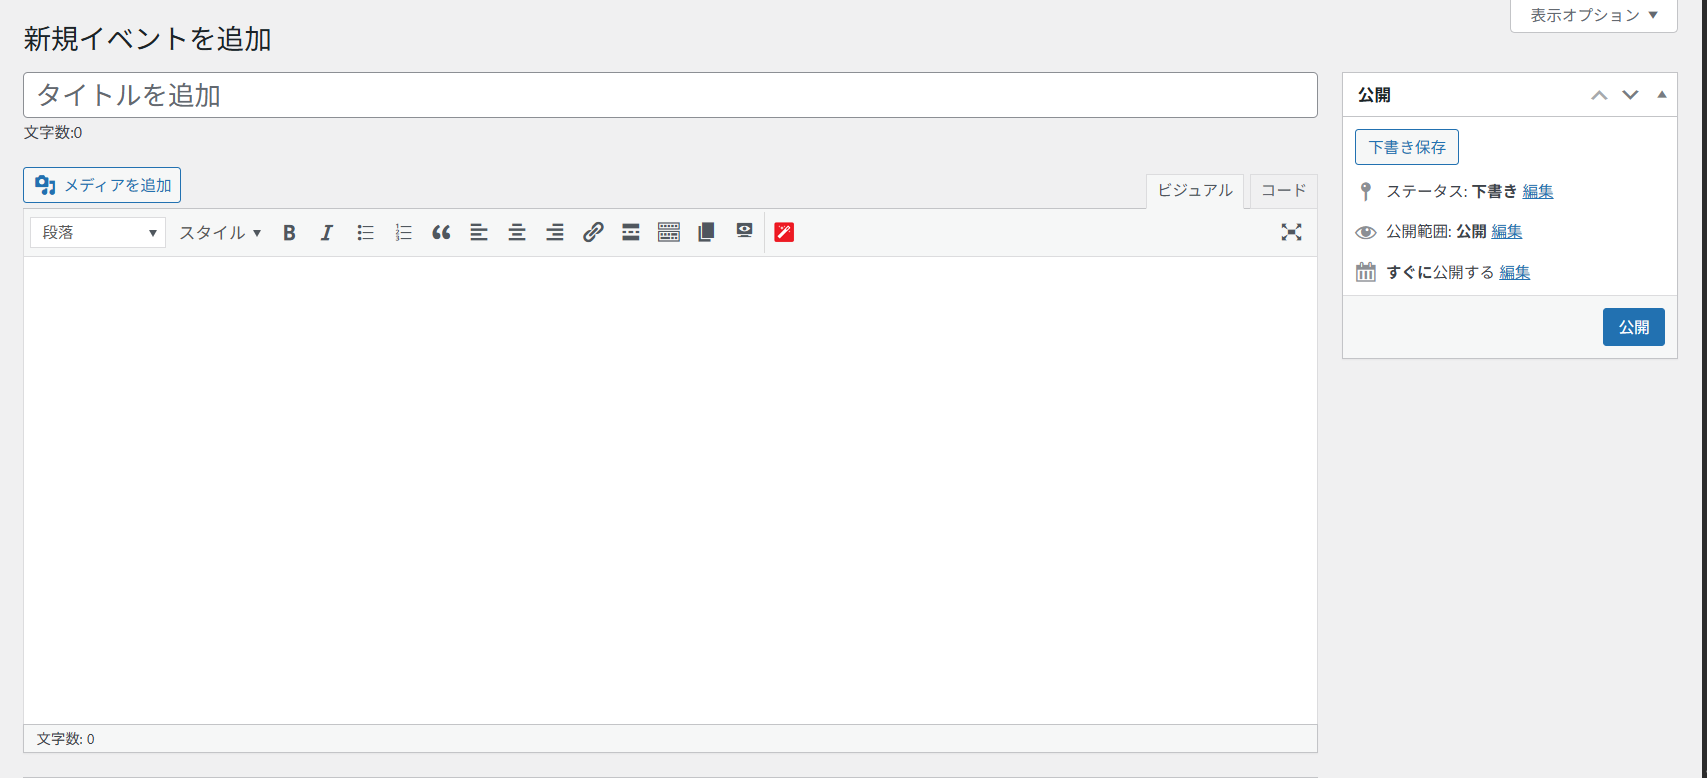 表示オプション ▼
新規イベントを追加
タイトルを追加
文字数:0
メディアを追加
ビジュアル
コード
段落
スタイル
B I
公開
下書き保存
ステータス: 下書き 編集
公開範囲: 公開 編集
すぐに公開する 編集
公開
文字数: 0